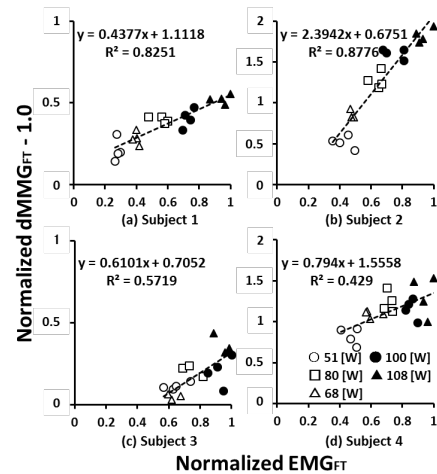 Normalized dMMGFT - 1.0
1
y = 0.4377x + 1.1118
R² = 0.8251
0.5
0
0 0.2 0.4 0.6 0.8 1
(a) Subject 1
2
y = 2.3942x + 0.6751
R² = 0.8776
1.5
1
0.5
0
0 0.2 0.4 0.6 0.8 1
(b) Subject 2
1
y = 0.6101x + 0.7052
R² = 0.5719
0.5
0
0 0.2 0.4 0.6 0.8 1
(c) Subject 3
2
y = 0.794x + 1.5558
R² = 0.429
1.5
1
0.5
0
51 [W] 100 [W]
80 [W] 108 [W]
68 [W]
0 0.2 0.4 0.6 0.8 1
(d) Subject 4
Normalized EMGFT